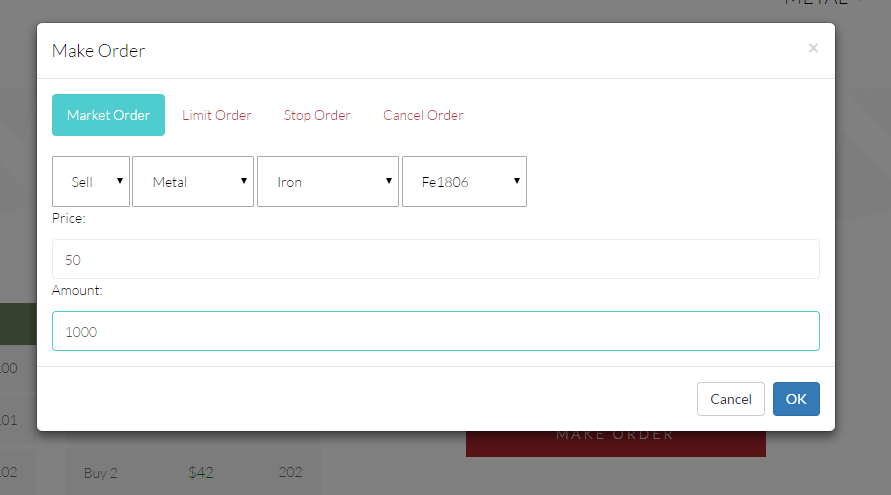 Make Order ×
Market Order Limit Order Stop Order Cancel Order
Sell Metal Iron Fe1806
Price:
50
Amount:
1000
Cancel OK
MAKE ORDER
Buy 2 $42 202